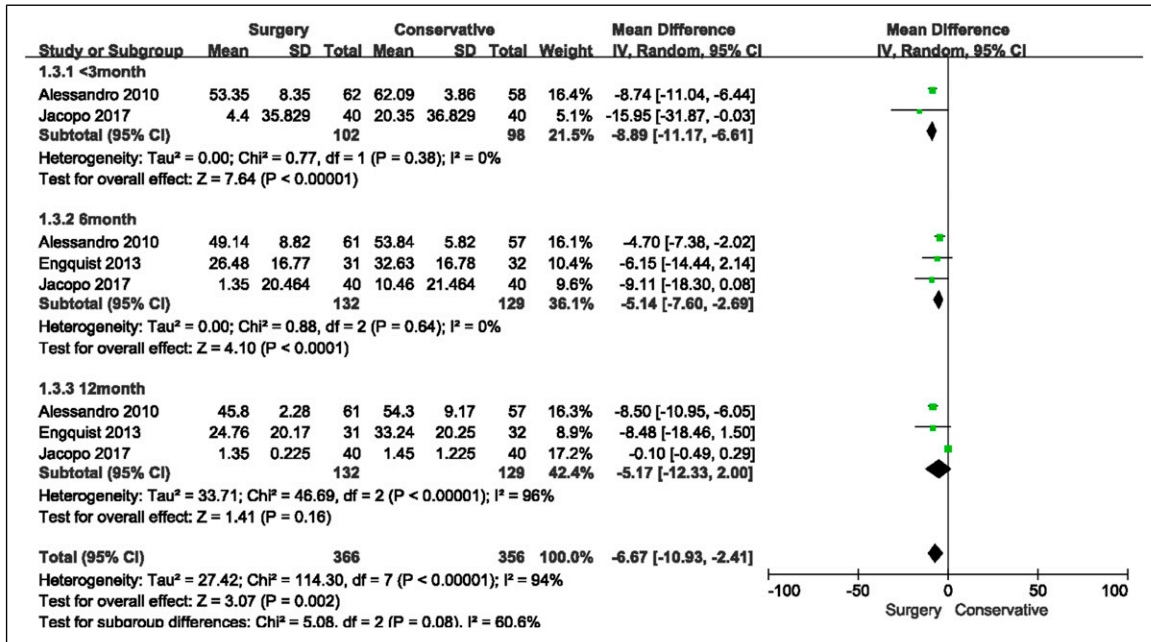 Surgery Conservative Mean Difference Mean Difference
Study or Subgroup Mean SD Total Mean SD Total Weight IV, Random, 95% CI IV, Random, 95% CI
1.3.1 <3month
Alessandro 2010 53.35 8.35 62 62.09 3.86 58 16.4% -8.74 [-11.04, -6.44]
Jacopo 2017 4.4 35.829 40 20.35 36.829 40 5.1% -15.95 [-31.87, -0.03]
Subtotal (95% CI) 102 98 21.5% -8.89 [-11.17, -6.61]
Heterogeneity: Tau² = 0.00; Chi² = 0.77, df = 1 (P = 0.38); I² = 0%
Test for overall effect: Z = 7.64 (P < 0.00001)
1.3.2 6month
Alessandro 2010 49.14 8.82 61 53.84 5.82 57 16.1% -4.70 [-7.38, -2.02]
Engquist 2013 26.48 16.77 31 32.63 16.78 32 10.4% -6.15 [-14.44, 2.14]
Jacopo 2017 1.35 20.464 40 10.46 21.464 40 9.6% -9.11 [-18.30, 0.08]
Subtotal (95% CI) 132 129 36.1% -5.14 [-7.60, -2.69]
Heterogeneity: Tau² = 0.00; Chi² = 0.88, df = 2 (P = 0.64); I² = 0%
Test for overall effect: Z = 4.10 (P < 0.0001)
1.3.3 12month
Alessandro 2010 45.8 2.28 61 54.3 9.17 57 16.3% -8.50 [-10.95, -6.05]
Engquist 2013 24.76 20.17 31 33.24 20.25 32 8.9% -8.48 [-18.46, 1.50]
Jacopo 2017 1.35 0.225 40 1.45 1.225 40 17.2% -0.10 [-0.49, 0.29]
Subtotal (95% CI) 132 129 42.4% -5.17 [-12.33, 2.00]
Heterogeneity: Tau² = 33.71; Chi² = 46.69, df = 2 (P < 0.00001); I² = 96%
Test for overall effect: Z = 1.41 (P = 0.16)
Total (95% CI) 366 356 100.0% -6.67 [-10.93, -2.41]
Heterogeneity: Tau² = 27.42; Chi² = 114.30, df = 7 (P < 0.00001); I² = 94%
Test for overall effect: Z = 3.07 (P = 0.002)
Test for subgroup differences: Chi² = 5.08, df = 2 (P = 0.08), I² = 60.6%
-100 -50 0 50 100
Surgery Conservative